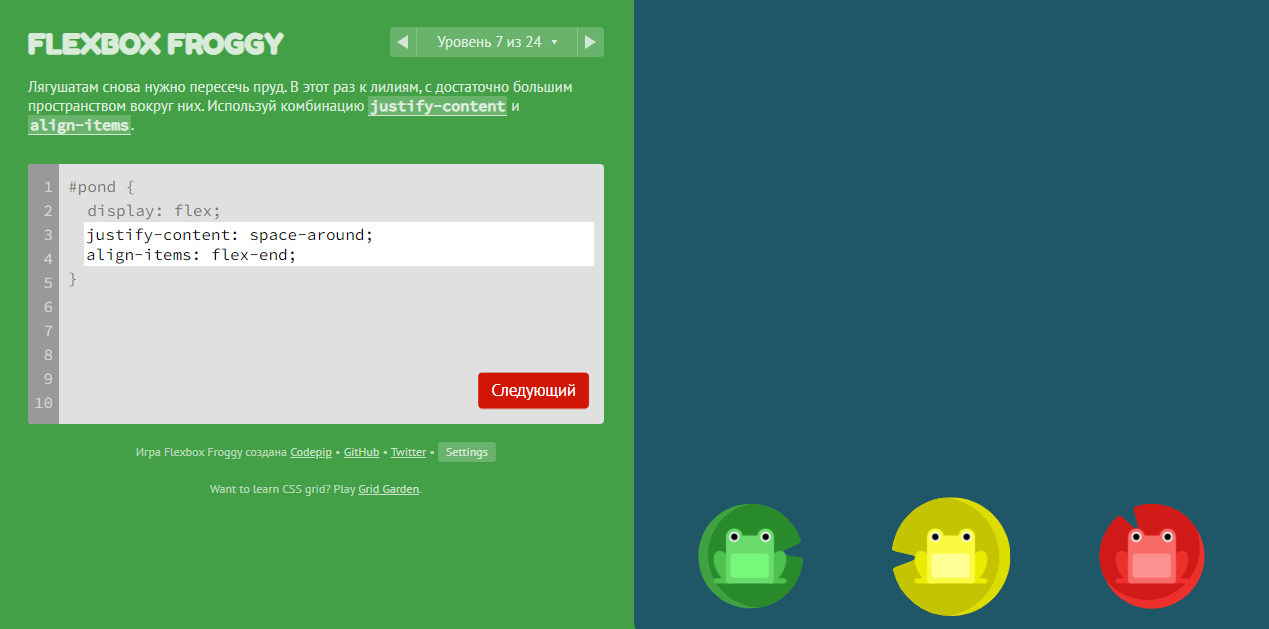 FLEXBOX FROGGY
Уровень 7 из 24
Лягушатам снова нужно пересечь пруд. В этот раз к лилиям, с достаточно большим
пространством вокруг них. Используй комбинацию justify-content и
align-items.
1 #pond {
2 display: flex;
3 justify-content: space-around;
4 align-items: flex-end;
5 }
6
7
8
9
10
Следующий
Игра Flexbox Froggy создана Codepip • GitHub • Twitter • Settings
Want to learn CSS grid? Play Grid Garden.